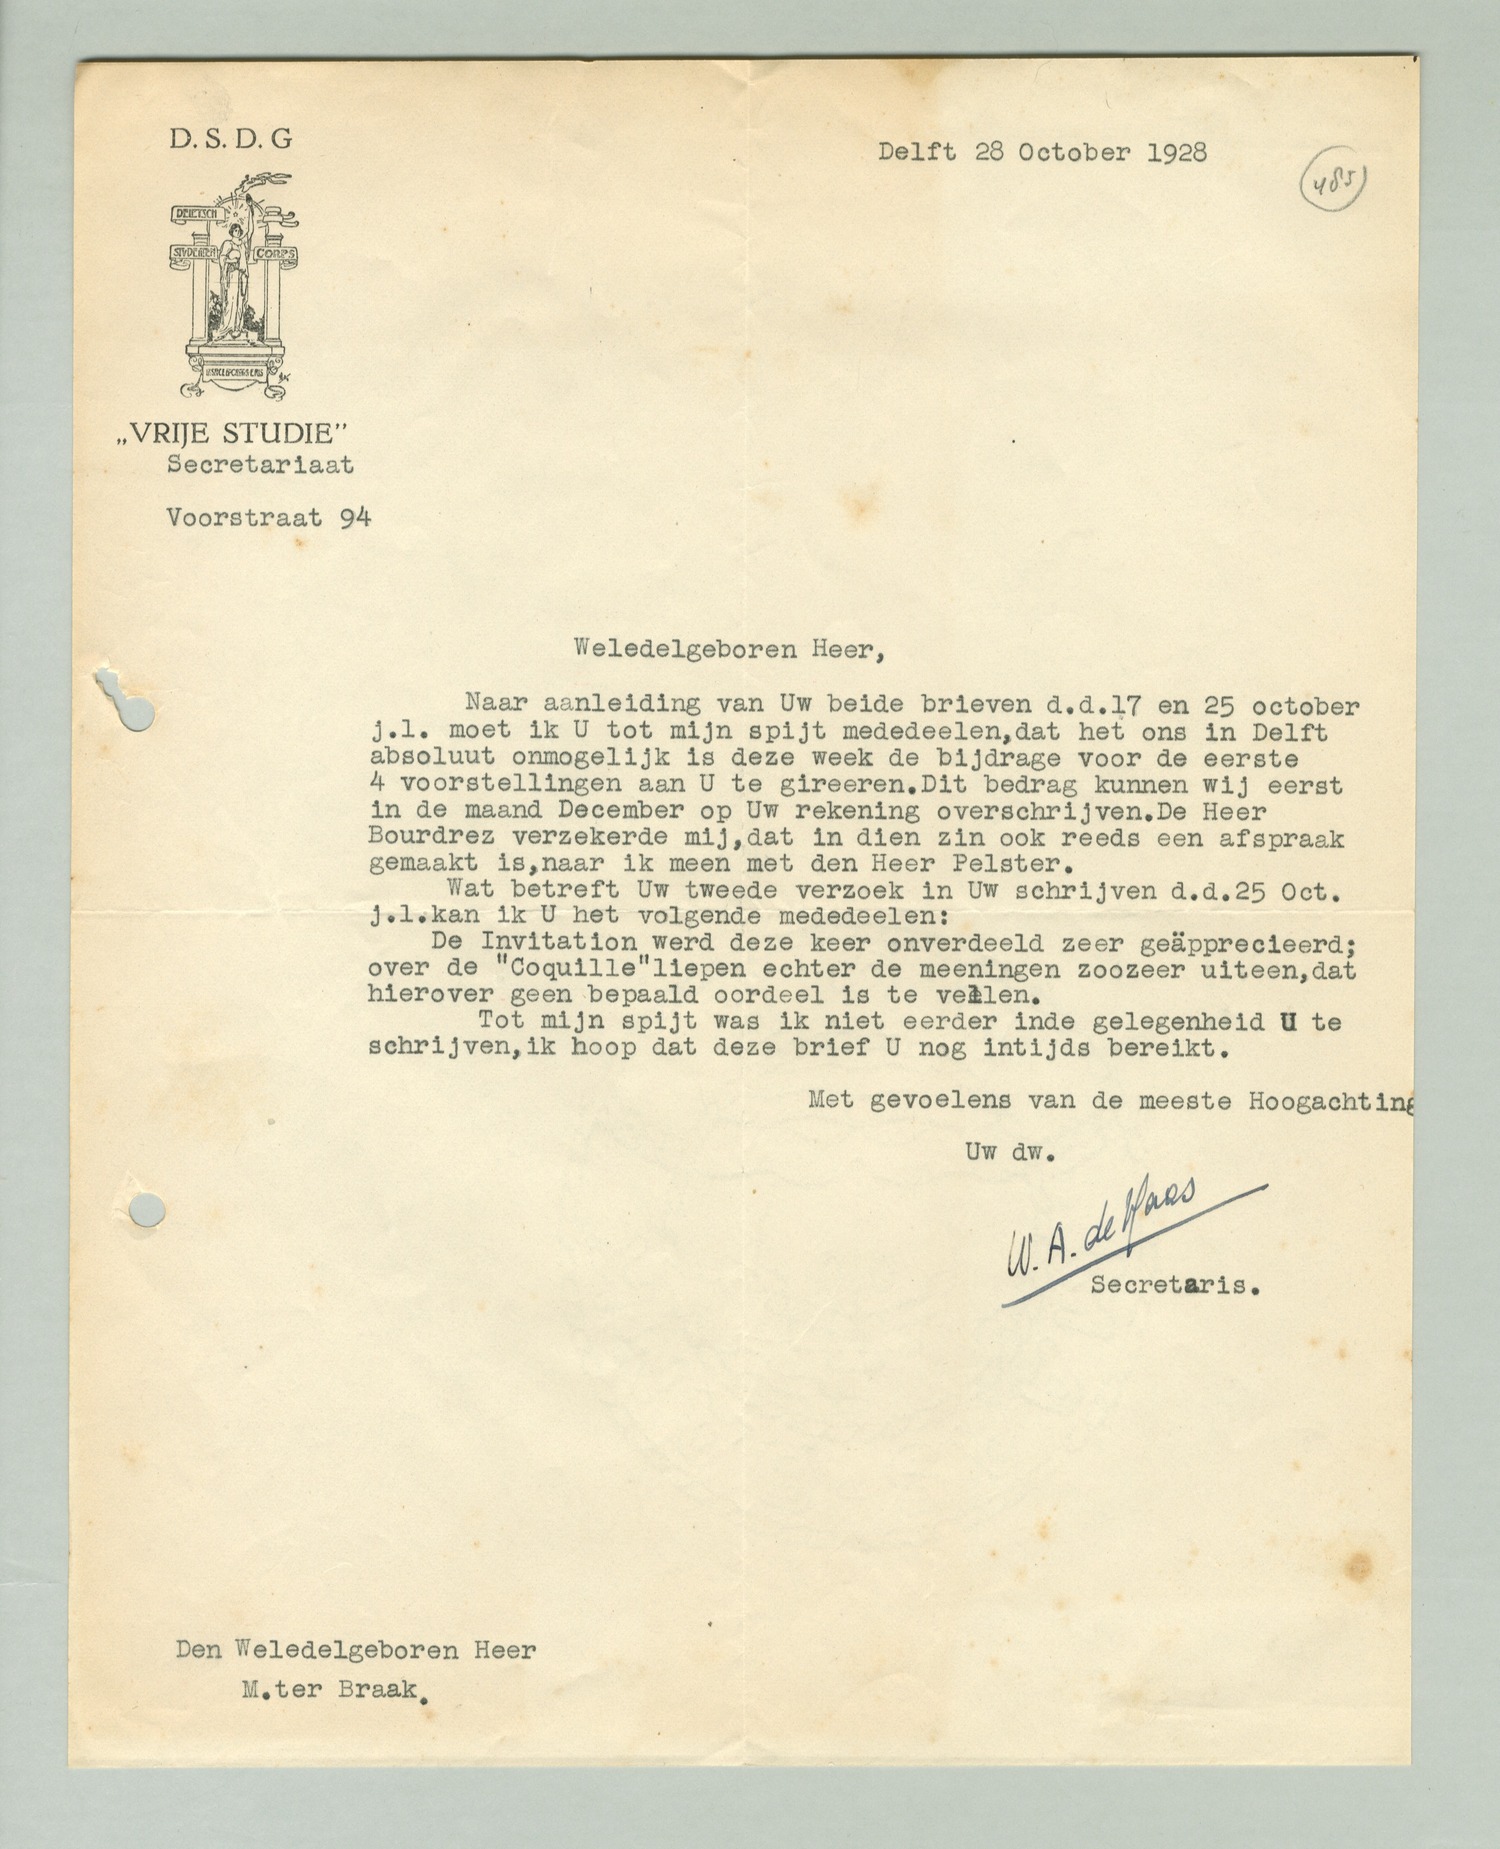 D. S. D. G
Delft 28 October 1928
485
DELFTSCH
STUDENTEN CORPS
„VRIJE STUDIE”
Secretariaat
Voorstraat 94
Weledelgeboren Heer,
Naar aanleiding van Uw beide brieven d.d.17 en 25 october
j.l. moet ik U tot mijn spijt mededeelen,dat het ons in Delft
absoluut onmogelijk is deze week de bijdrage voor de eerste
4 voorstellingen aan U te gireeren.Dit bedrag kunnen wij eerst
in de maand December op Uw rekening overschrijven.De Heer
Bourdrez verzekerde mij,dat in dien zin ook reeds een afspraak
gemaakt is,naar ik meen met den Heer Pelster.
Wat betreft Uw tweede verzoek in Uw schrijven d.d.25 Oct.
j.l.kan ik U het volgende mededeelen:
De Invitation werd deze keer onverdeeld zeer geäpprecieerd;
over de "Coquille"liepen echter de meeningen zoozeer uiteen,dat
hierover geen bepaald oordeel is te vellen.
Tot mijn spijt was ik niet eerder inde gelegenheid U te
schrijven,ik hoop dat deze brief U nog intijds bereikt.
Met gevoelens van de meeste Hoogachting
Uw dw.
W. A. de Haas
Secretaris.
Den Weledelgeboren Heer
M.ter Braak.